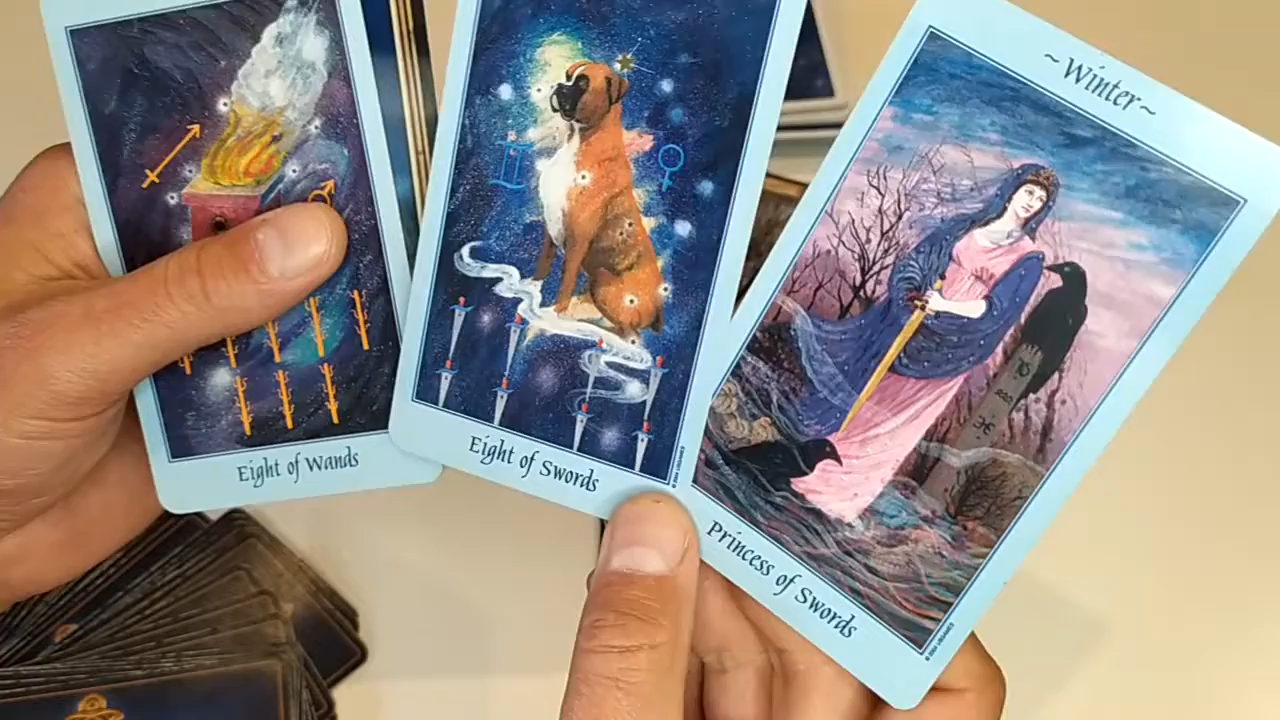 Eight of Wands
Eight of Swords
~Winter~
Princess of Swords